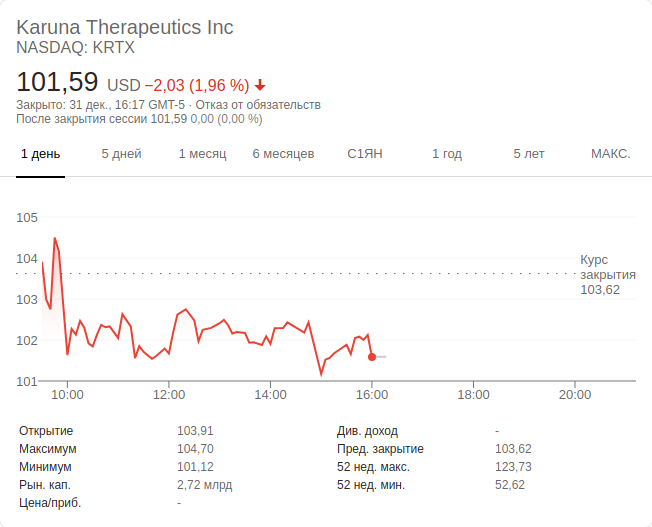 Karuna Therapeutics Inc
NASDAQ: KRTX
101,59 USD −2,03 (1,96 %)
Закрыто: 31 дек., 16:17 GMT-5 · Отказ от обязательств
После закрытия сессии 101,59 0,00 (0,00 %)
1 день 5 дней 1 месяц 6 месяцев С1ЯН 1 год 5 лет МАКС.
105
104
103
102
101
Курс
закрытия
103,62
10:00 12:00 14:00 16:00 18:00 20:00
Открытие 103,91 Див. доход -
Максимум 104,70 Пред. закрытие 103,62
Минимум 101,12 52 нед. макс. 123,73
Рын. кап. 2,72 млрд 52 нед. мин. 52,62
Цена/приб. -